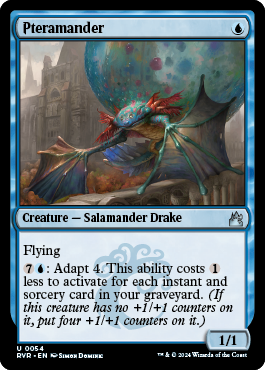 Pteramander
Creature — Salamander Drake
Flying
7: Adapt 4. This ability costs 1
less to activate for each instant and
sorcery card in your graveyard. (If
this creature has no +1/+1 counters on
it, put four +1/+1 counters on it.)
1/1
U 0054
RVR • EN Simon Dominic
™ & © 2024 Wizards of the Coast